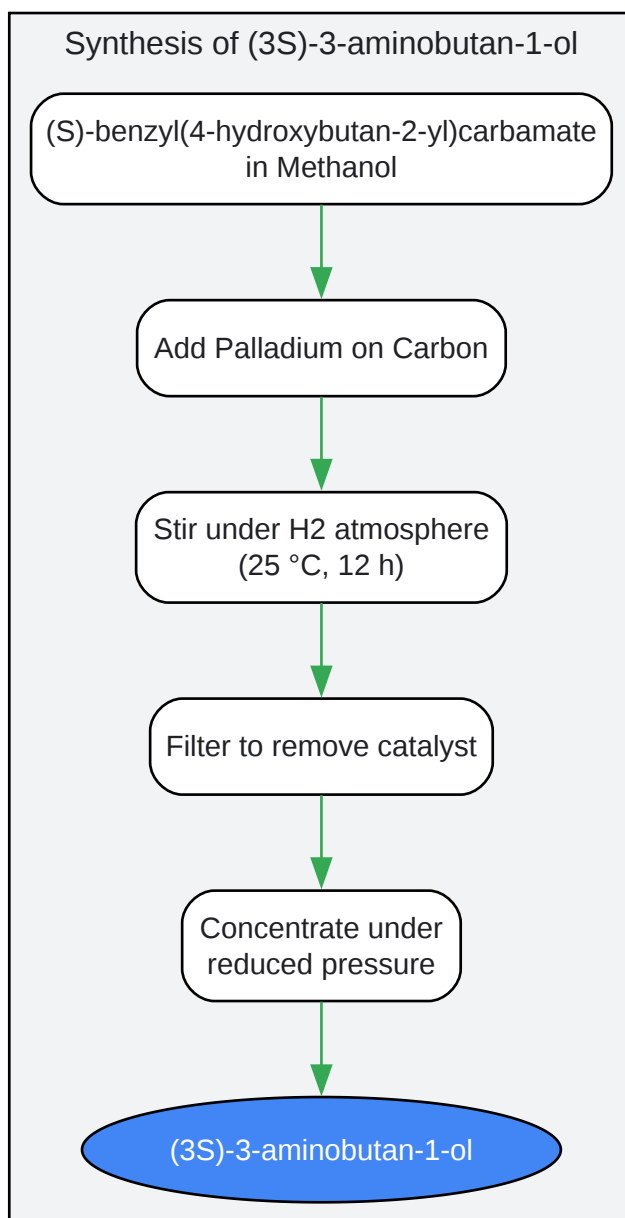 Synthesis of (3S)-3-aminobutan-1-ol
(S)-benzyl(4-hydroxybutan-2-yl)carbamate
in Methanol
Add Palladium on Carbon
Stir under H2 atmosphere
(25 °C, 12 h)
Filter to remove catalyst
Concentrate under
reduced pressure
(3S)-3-aminobutan-1-ol